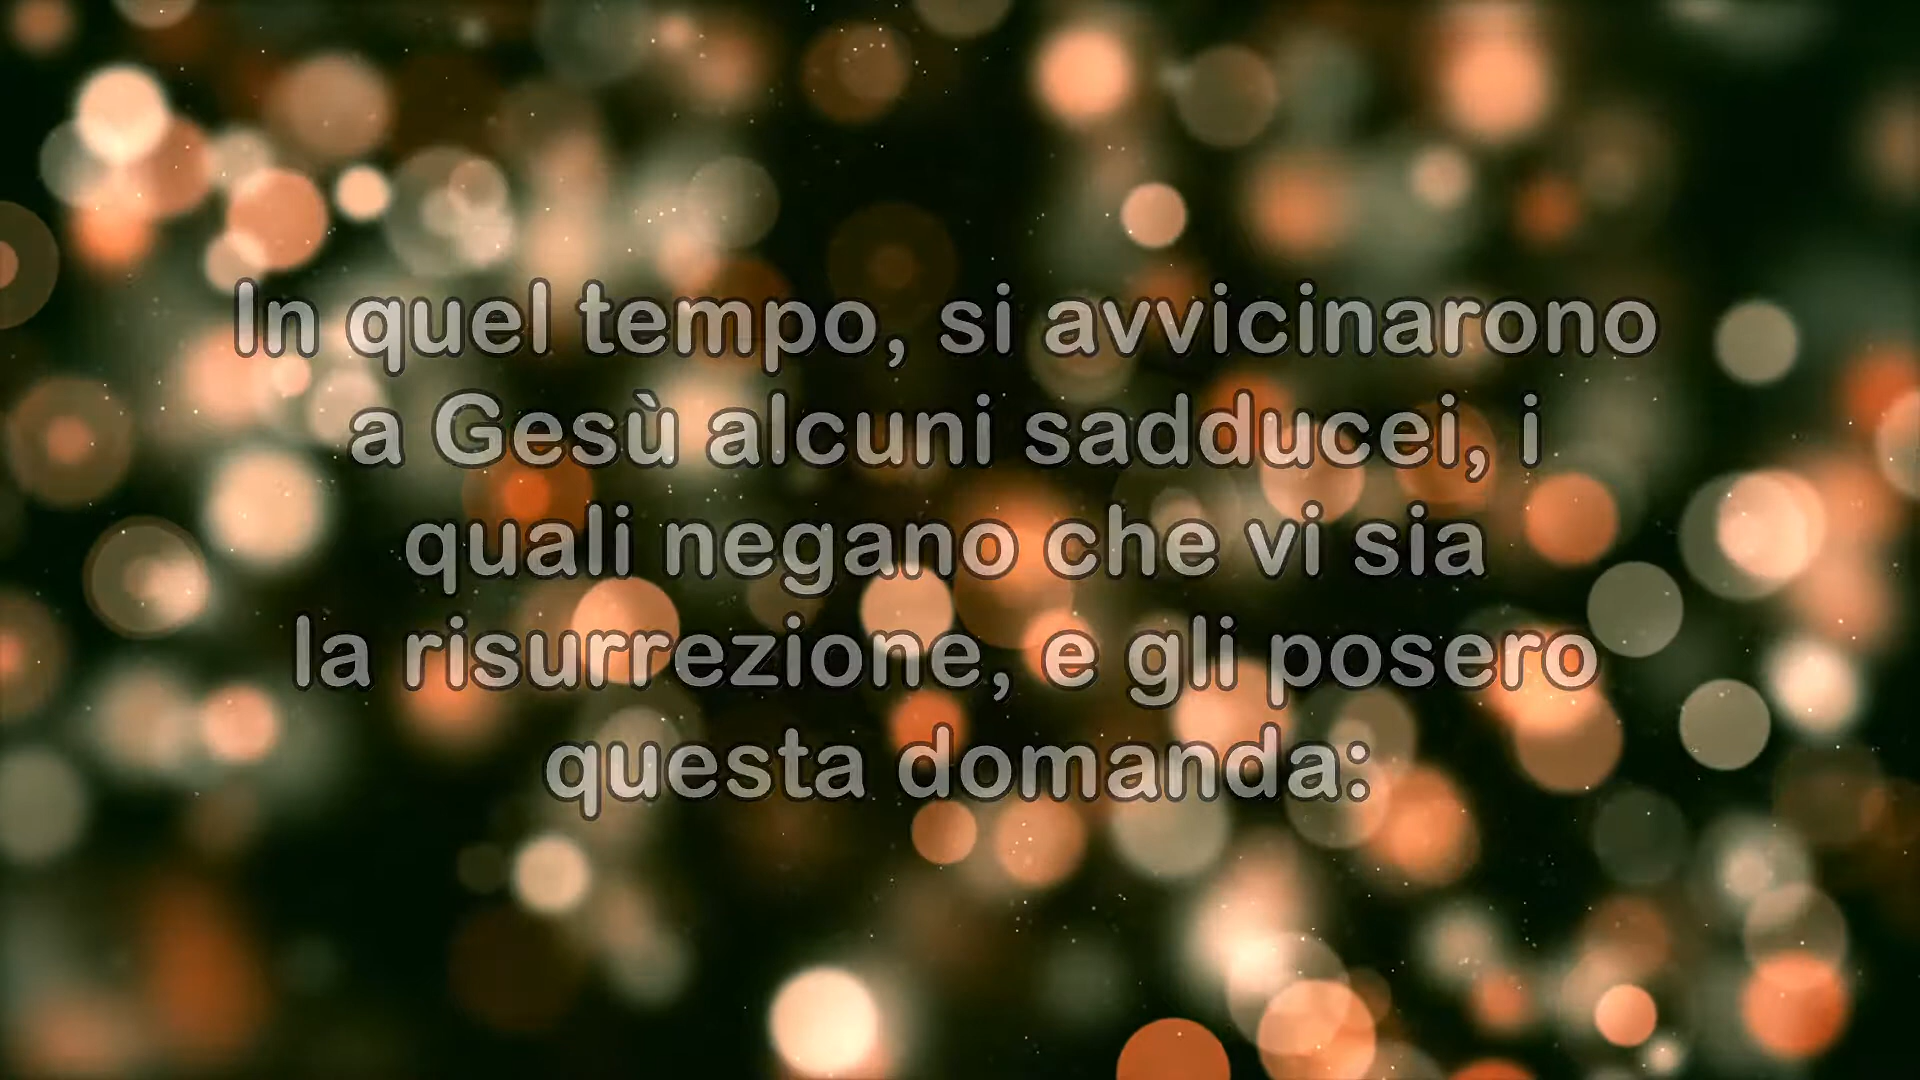 In quel tempo, si avvicinarono
a Gesù alcuni sadducei, i
quali negano che vi sia
la risurrezione, e gli posero
questa domanda: